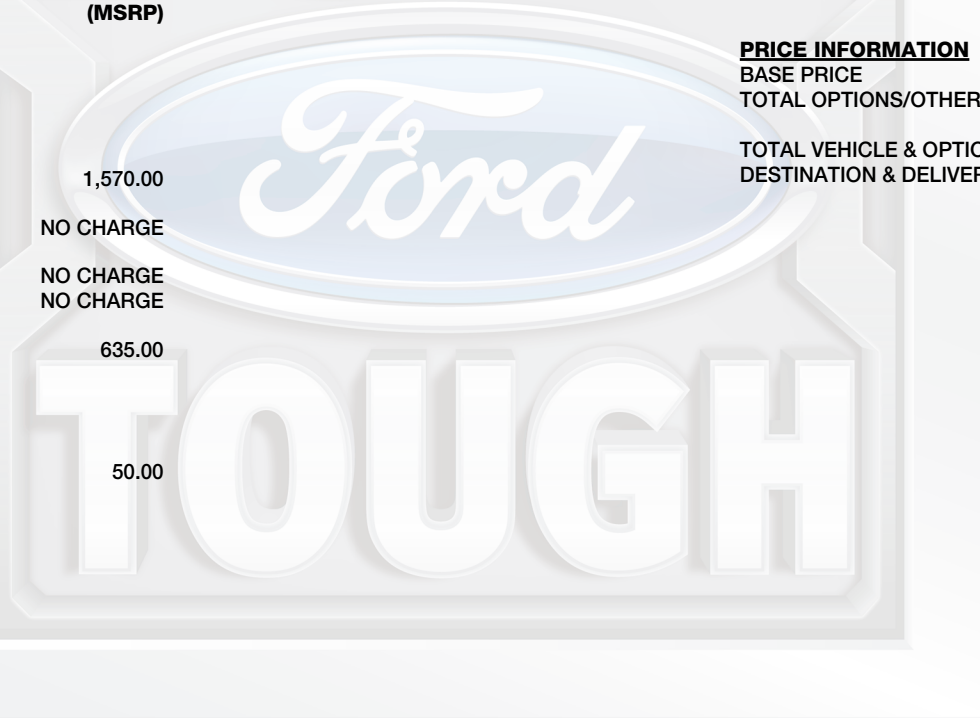 (MSRP)
1,570.00
NO CHARGE
NO CHARGE
NO CHARGE
635.00
50.00
PRICE INFORMATION
BASE PRICE
TOTAL OPTIONS/OTHER
TOTAL VEHICLE & OPTIO
DESTINATION & DELIVER
Ford
TOUGH